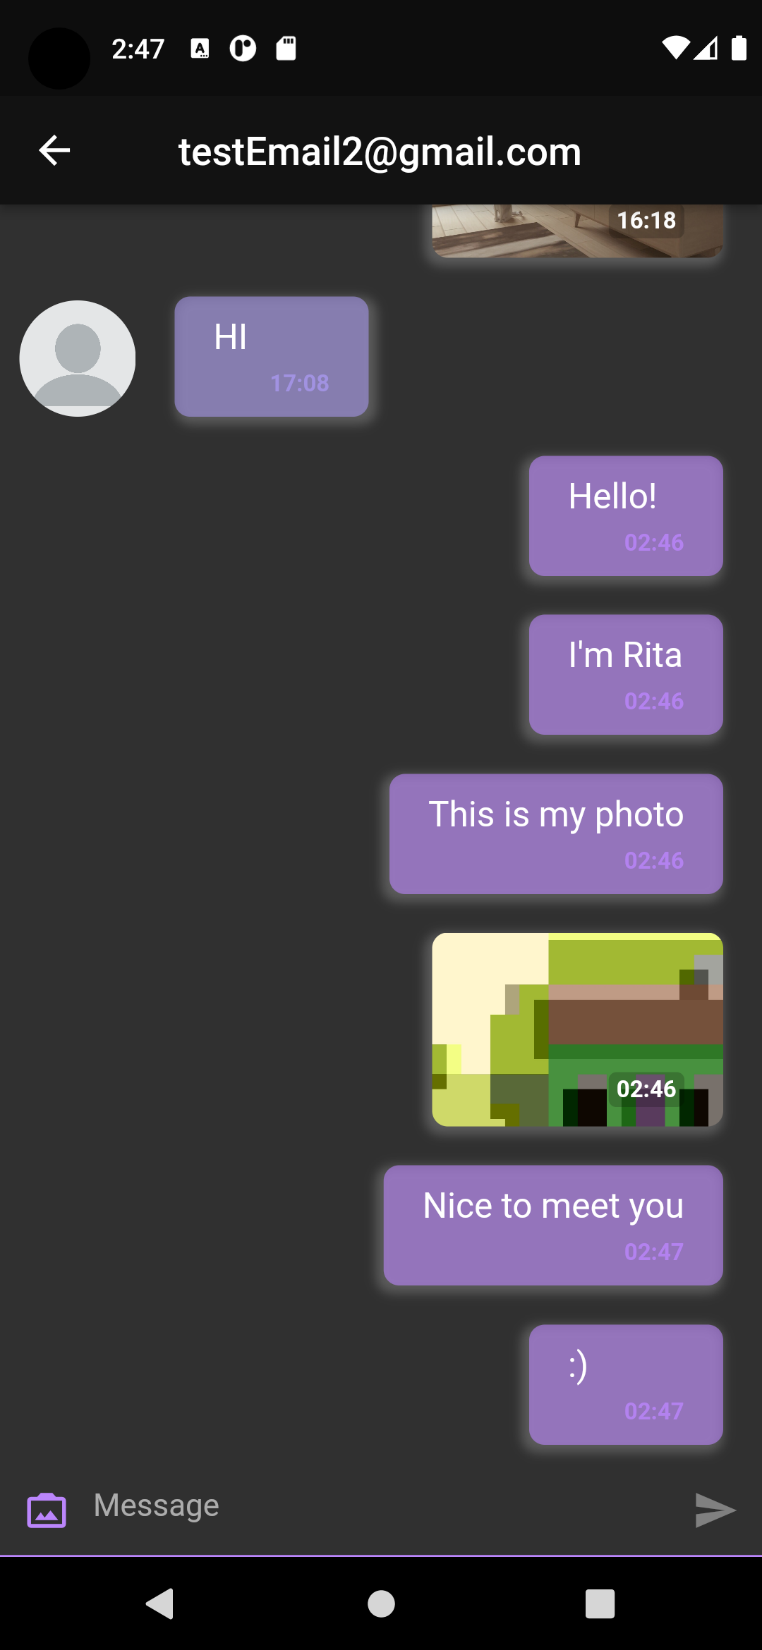 2:47
testEmail2@gmail.com
16:18
HI
17:08
Hello!
02:46
I'm Rita
02:46
This is my photo
02:46
02:46
Nice to meet you
02:47
:)
02:47
Message